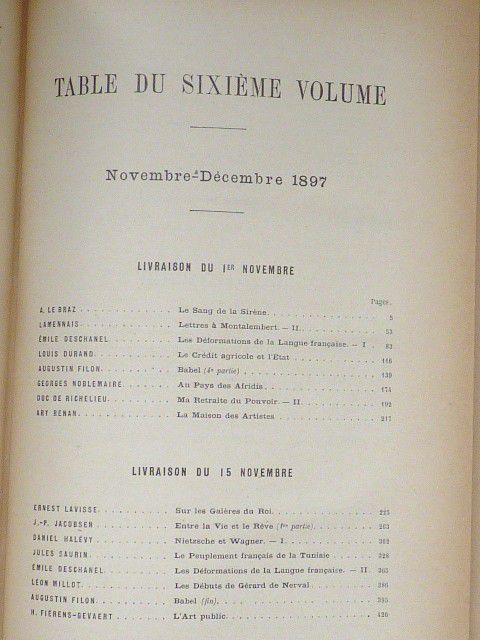 TABLE DU SIXIÈME VOLUME
Novembre-Décembre 1897
LIVRAISON DU 1ER NOVEMBRE
Pages.
A. LE BRAZ . . . . . . . . . . . . Le Sang de la Sirène. . . . . . . . . . . . 5
LAMENNAIS. . . . . . . . . . . . Lettres à Montalembert. — II. . . . . . . . . . 53
ÉMILE DESCHANEL . . . . . . . Les Déformations de la Langue française. — I . 83
LOUIS DURAND. . . . . . . . . . Le Crédit agricole et l'État . . . . . . . . . . 116
AUGUSTIN FILON. . . . . . . . . Babel (4e partie) . . . . . . . . . . . . . . 139
GEORGES NOBLEMAIRE. . . . . . Au Pays des Afridis. . . . . . . . . . . . . 174
DUC DE RICHELIEU. . . . . . . . Ma Retraite du Pouvoir. — II. . . . . . . . . . 192
ARY RENAN. . . . . . . . . . . . La Maison des Artistes . . . . . . . . . . . 217
LIVRAISON DU 15 NOVEMBRE
ERNEST LAVISSE. . . . . . . . . Sur les Galères du Roi. . . . . . . . . . . . 225
J.-P. JACOBSEN . . . . . . . . . Entre la Vie et le Rêve (1re partie). . . . . . . . 263
DANIEL HALÉVY . . . . . . . . . Nietzsche et Wagner. — I. . . . . . . . . . . 302
JULES SAURIN. . . . . . . . . . Le Peuplement français de la Tunisie . . . . . . 328
ÉMILE DESCHANEL . . . . . . . Les Déformations de la Langue française. — II . 365
LÉON MILLOT. . . . . . . . . . . Les Débuts de Gérard de Nerval . . . . . . . . 386
AUGUSTIN FILON. . . . . . . . . Babel (fin). . . . . . . . . . . . . . . . . 395
H. FIERENS-GEVAERT . . . . . . L'Art public. . . . . . . . . . . . . . . . 426